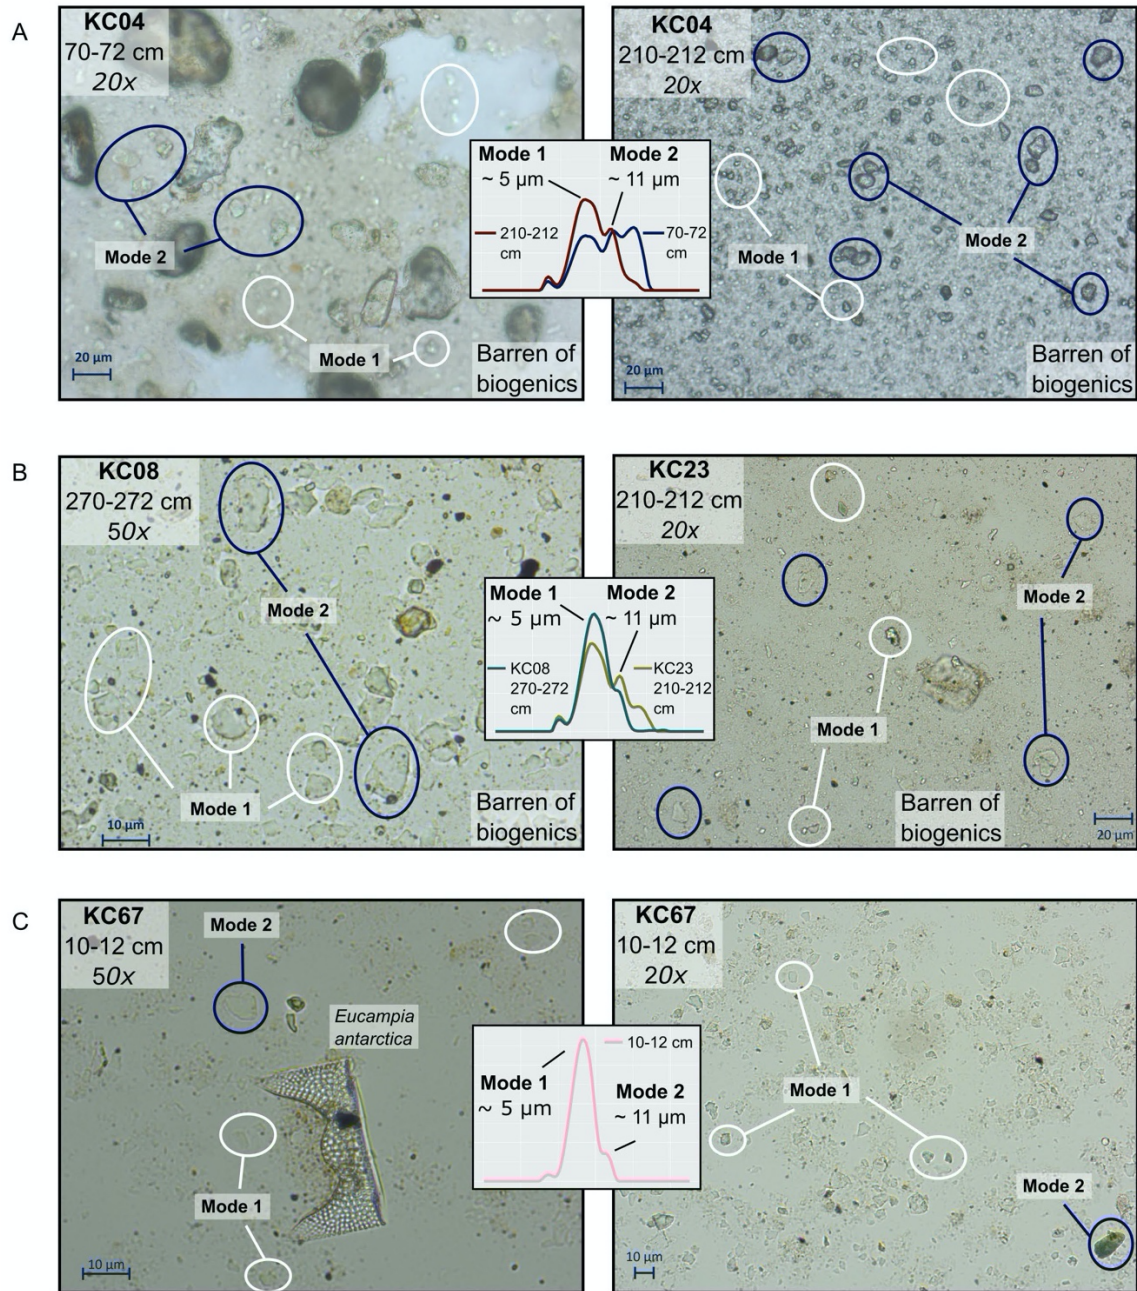 A
KC04
70-72 cm
20x
Mode 2
Mode 1
20 µm
Barren of
biogenics
Mode 1
~ 5 µm
Mode 2
~ 11 µm
210-212
cm
70-72
cm
KC04
210-212 cm
20x
Mode 1
Mode 2
20 µm
Barren of
biogenics
B
KC08
270-272 cm
50x
Mode 2
Mode 1
10 µm
Barren of
biogenics
Mode 1
~ 5 µm
Mode 2
~ 11 µm
KC08
270-272
cm
KC23
210-212
cm
KC23
210-212 cm
20x
Mode 2
Mode 1
Barren of
biogenics
20 µm
C
KC67
10-12 cm
50x
Mode 2
Eucampia
antarctica
Mode 1
10 µm
10-12 cm
Mode 1
~ 5 µm
Mode 2
~ 11 µm
KC67
10-12 cm
20x
Mode 1
Mode 2
10 µm